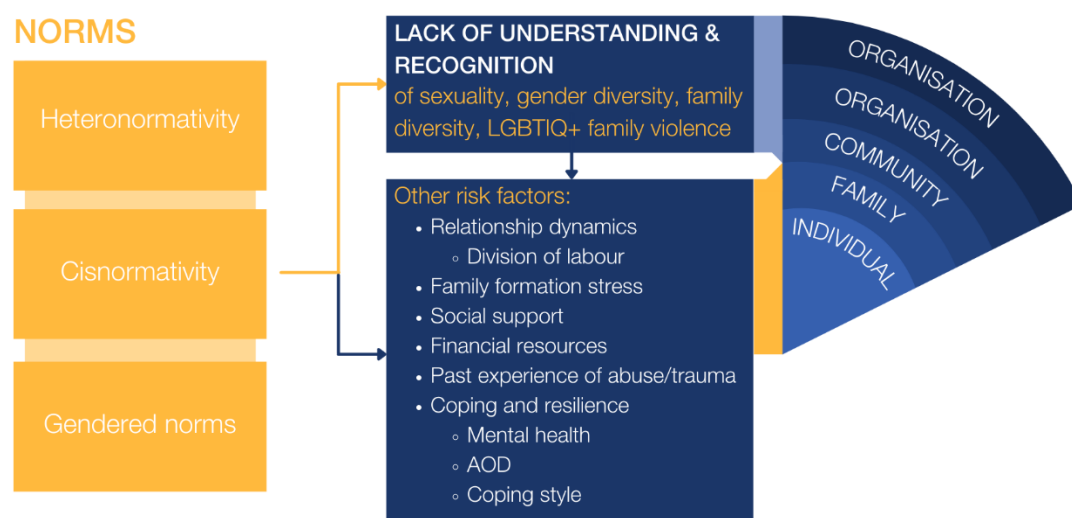 NORMS
Heteronormativity
Cisnormativity
Gendered norms
LACK OF UNDERSTANDING &
RECOGNITION
of sexuality, gender diversity, family
diversity, LGBTIQ+ family violence
Other risk factors:
• Relationship dynamics
◦ Division of labour
• Family formation stress
• Social support
• Financial resources
• Past experience of abuse/trauma
• Coping and resilience
◦ Mental health
◦ AOD
◦ Coping style
ORGANISATION
ORGANISATION
COMMUNITY
FAMILY
INDIVIDUAL